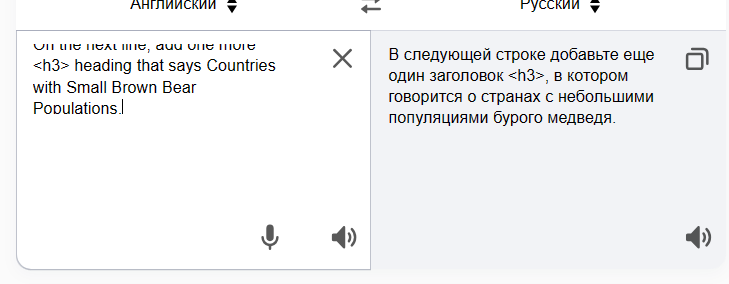 Английский
Русский
On the next line, add one more
<h3> heading that says Countries
with Small Brown Bear
Populations.
В следующей строке добавьте еще
один заголовок <h3>, в котором
говорится о странах с небольшими
популяциями бурого медведя.